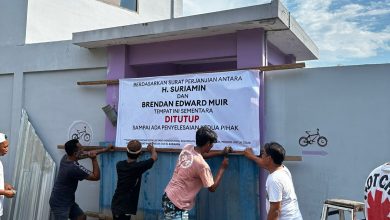 BERDASARKAN SURAT PERJANJIAN ANTARA
H. SURIAMIN
DAN
BRENDAN EDWARD MUIR
TEMPAT INI SEMENTARA
DITUTUP
SAMPAI ADA PENYELESAIAN KEDUA PIHAK